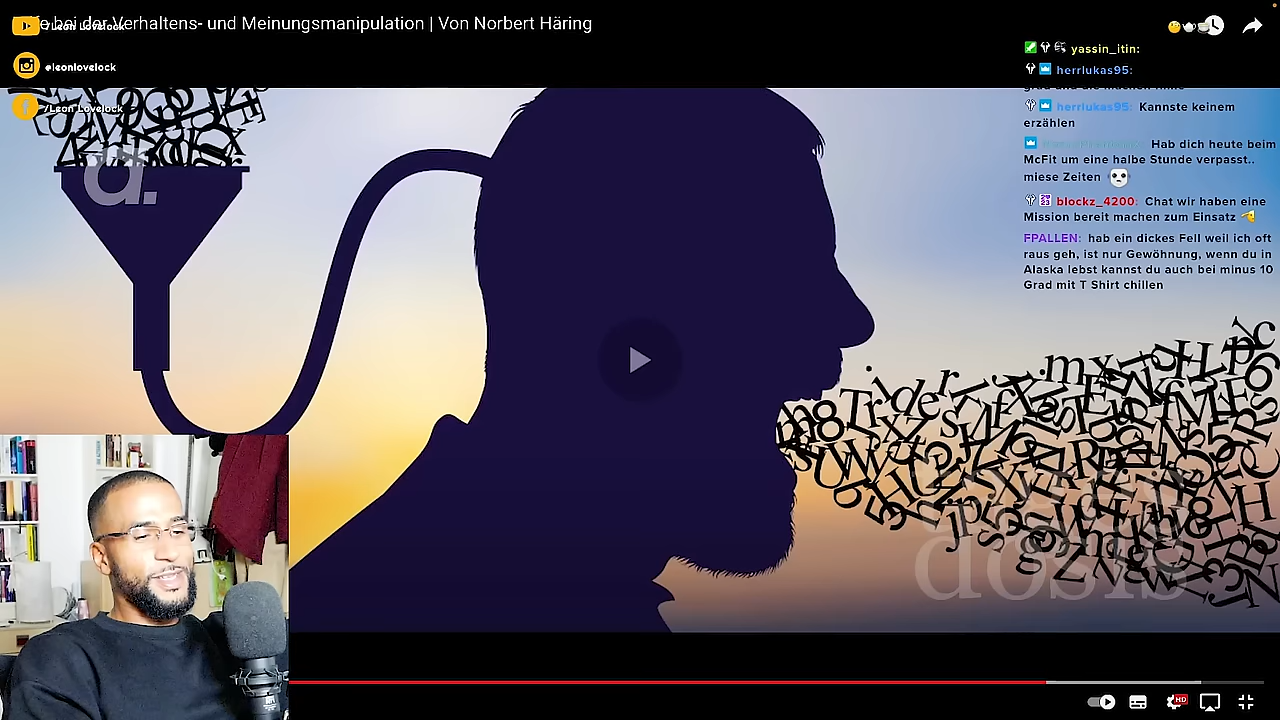 bei der Verhaltens- und Meinungsmanipulation | Von Norbert Häring
/Leon Lovelock
@leonlovelock
/Leon Lovelock
d.
yassin_itin:
herrlukas95:
herrlukas95: Kannste keinem
erzählen
Hab dich heute beim
McFit um eine halbe Stunde verpasst..
miese Zeiten
blockz_4200: Chat wir haben eine
Mission bereit machen zum Einsatz
FPALLEN: hab ein dickes Fell weil ich oft
raus geh, ist nur Gewöhnung, wenn du in
Alaska lebst kannst du auch bei minus 10
Grad mit T Shirt chillen
dosis
HD